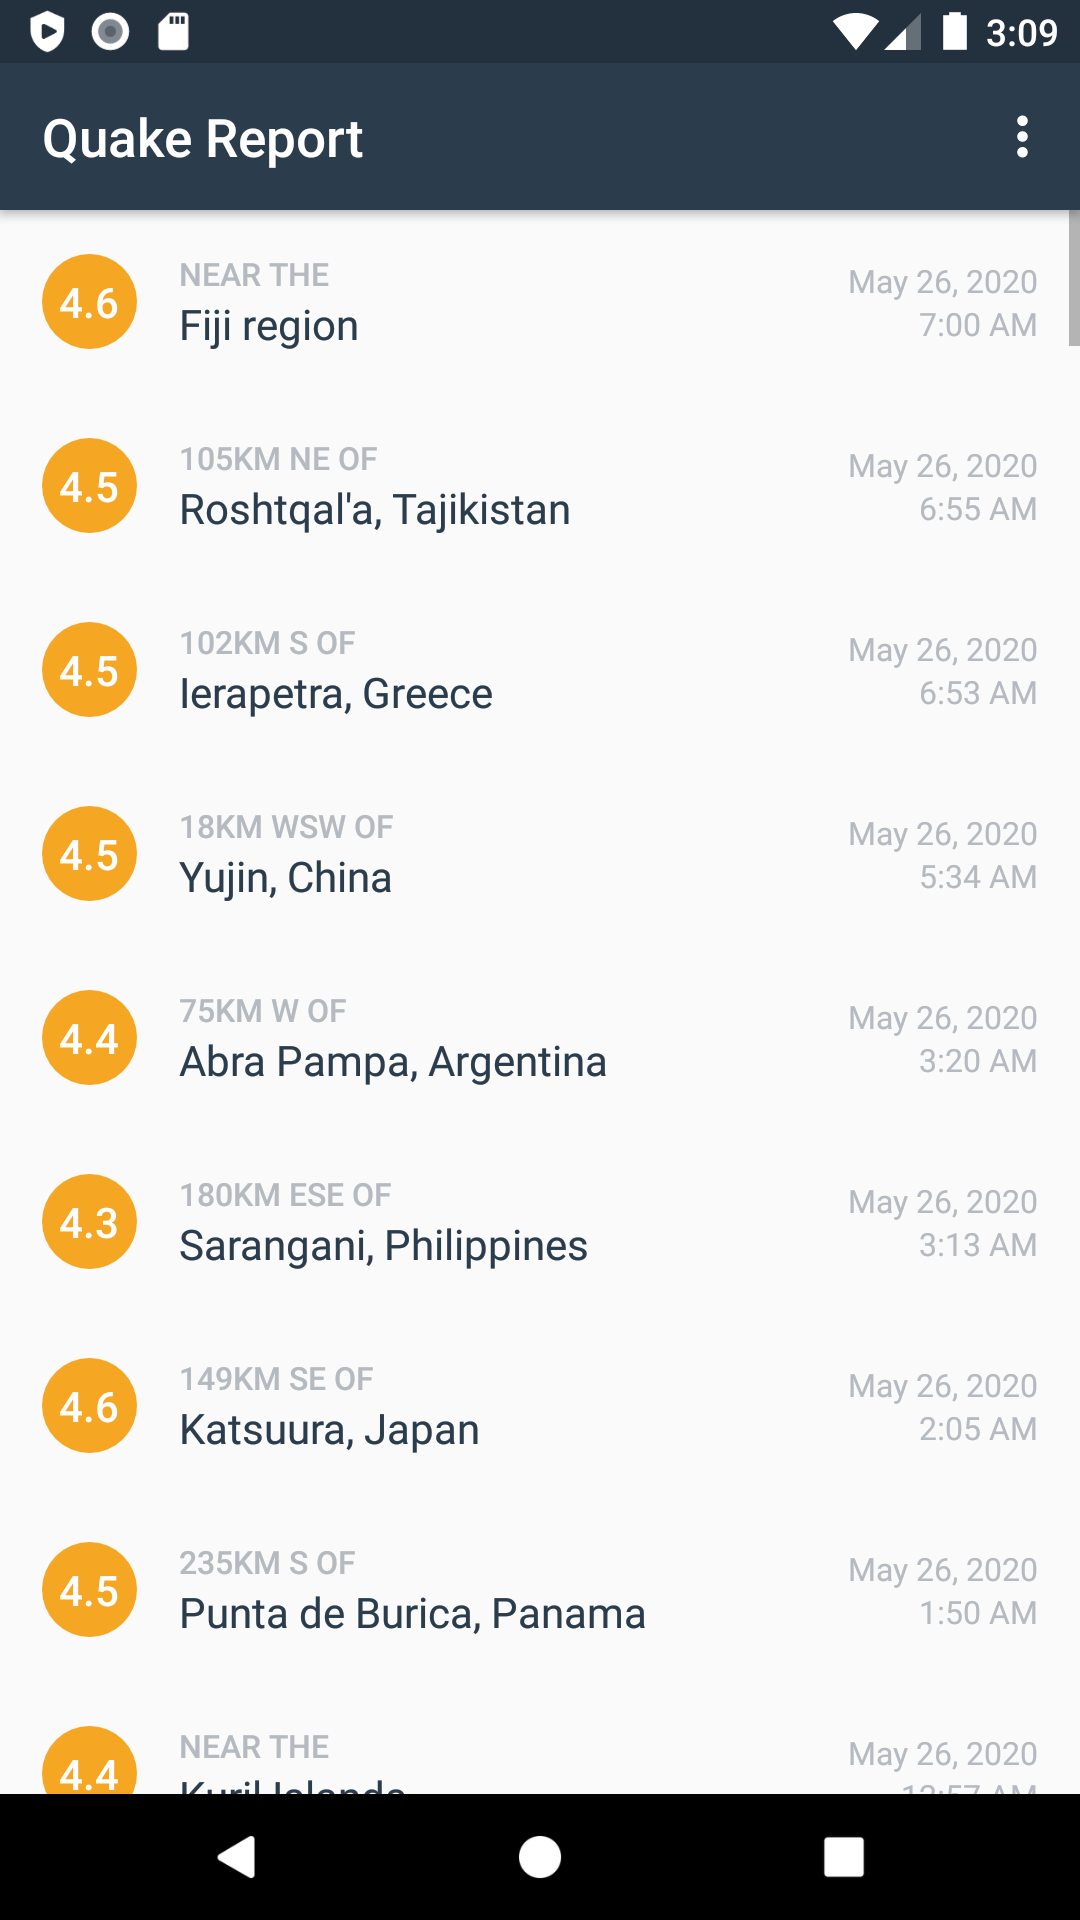 3:09
Quake Report
4.6
NEAR THE
Fiji region
May 26, 2020
7:00 AM
4.5
105KM NE OF
Roshtqal'a, Tajikistan
May 26, 2020
6:55 AM
4.5
102KM S OF
Ierapetra, Greece
May 26, 2020
6:53 AM
4.5
18KM WSW OF
Yujin, China
May 26, 2020
5:34 AM
4.4
75KM W OF
Abra Pampa, Argentina
May 26, 2020
3:20 AM
4.3
180KM ESE OF
Sarangani, Philippines
May 26, 2020
3:13 AM
4.6
149KM SE OF
Katsuura, Japan
May 26, 2020
2:05 AM
4.5
235KM S OF
Punta de Burica, Panama
May 26, 2020
1:50 AM
4.4
NEAR THE
Kuril Islands
May 26, 2020
12:57 AM